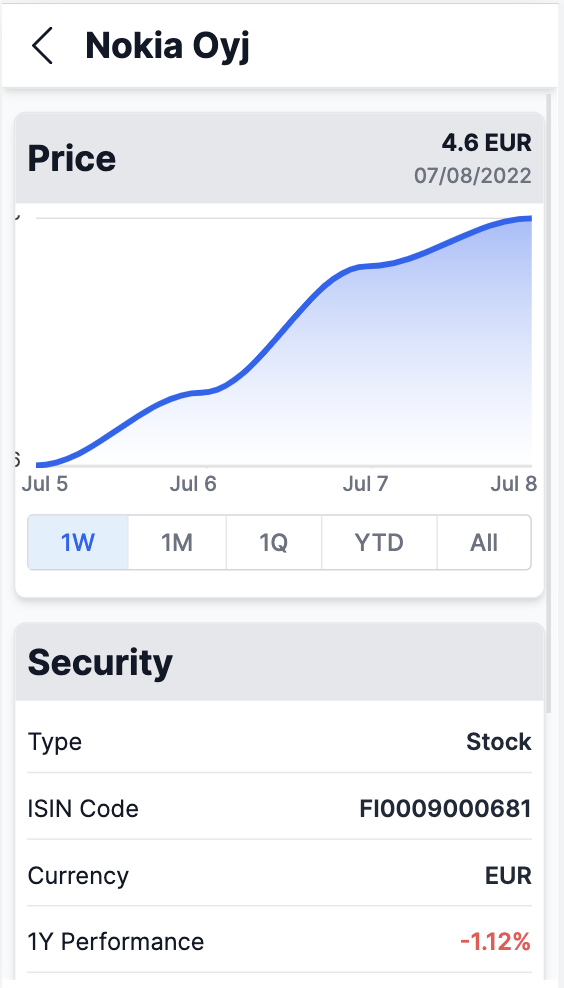 Nokia Oyj
Price
4.6 EUR
07/08/2022
Jul 5 Jul 6 Jul 7 Jul 8
1W 1M 1Q YTD All
Security
Type Stock
ISIN Code FI0009000681
Currency EUR
1Y Performance -1.12%